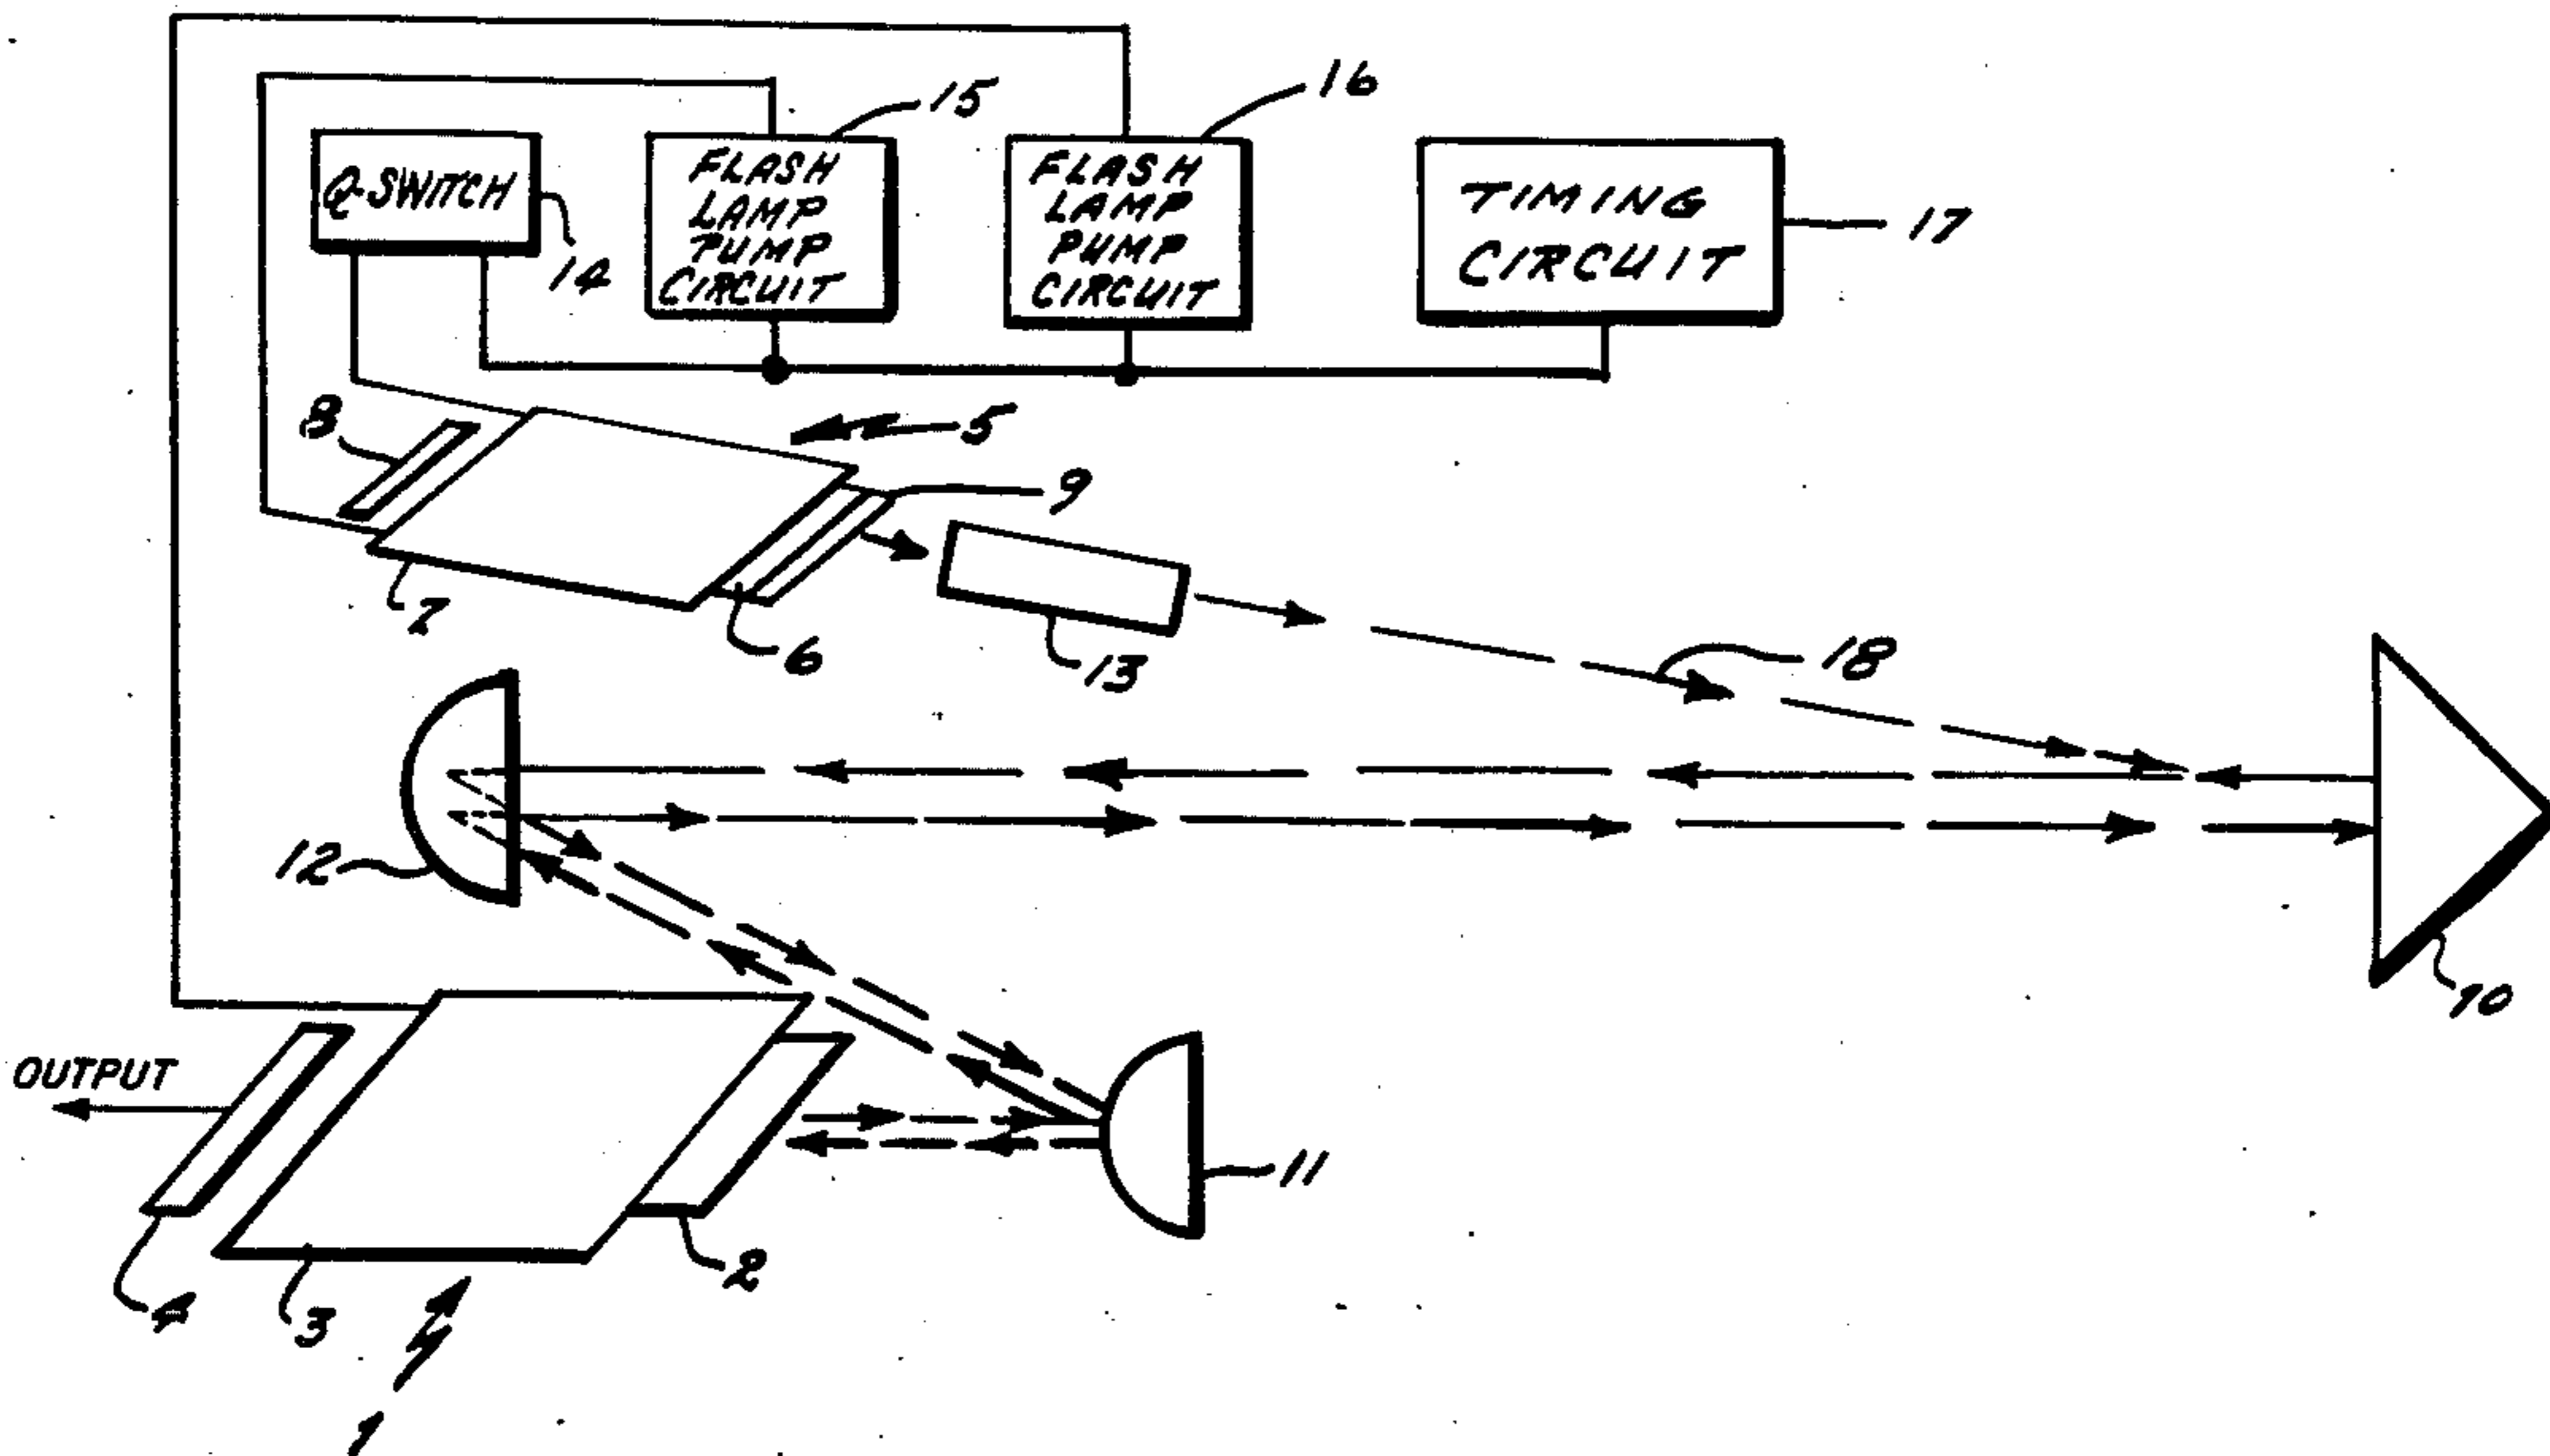 15
16
Q-SWITCH
14
FLASH
LAMP
PUMP
CIRCUIT
FLASH
LAMP
PUMP
CIRCUIT
TIMING
CIRCUIT
17
8
5
9
7
6
13
18
12
10
OUTPUT
11
4
3
2
1